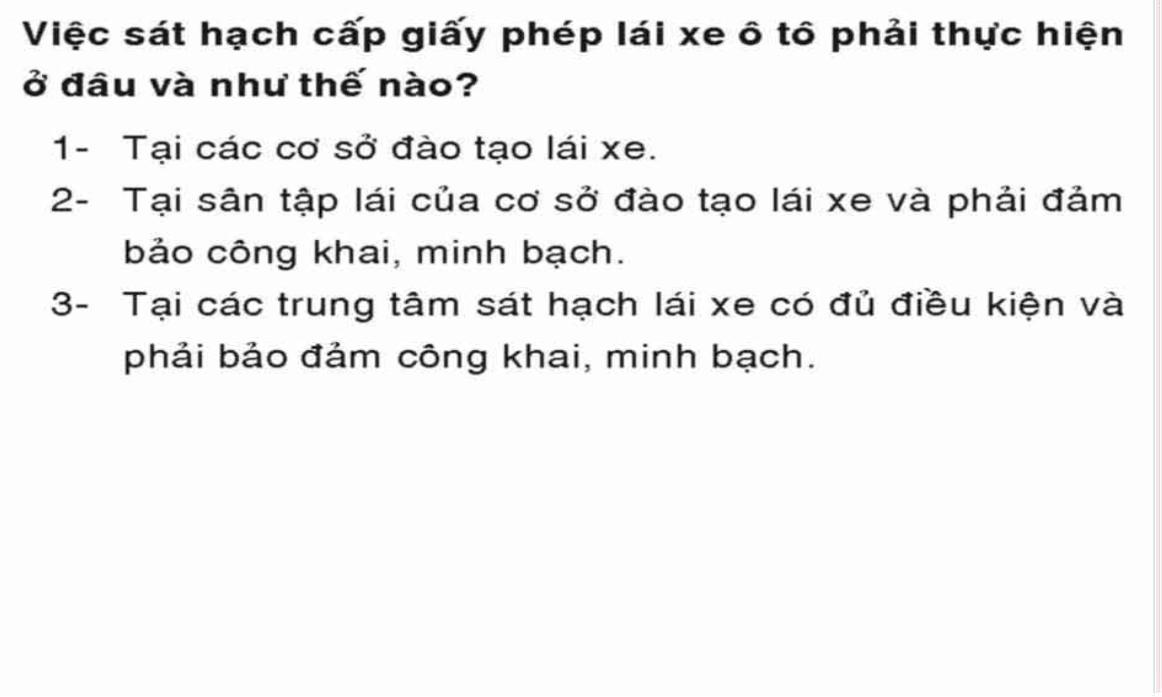 Việc sát hạch cấp giấy phép lái xe ô tô phải thực hiện
ở đâu và như thế nào?
1- Tại các cơ sở đào tạo lái xe.
2- Tại sân tập lái của cơ sở đào tạo lái xe và phải đảm
bảo công khai, minh bạch.
3- Tại các trung tâm sát hạch lái xe có đủ điều kiện và
phải bảo đảm công khai, minh bạch.